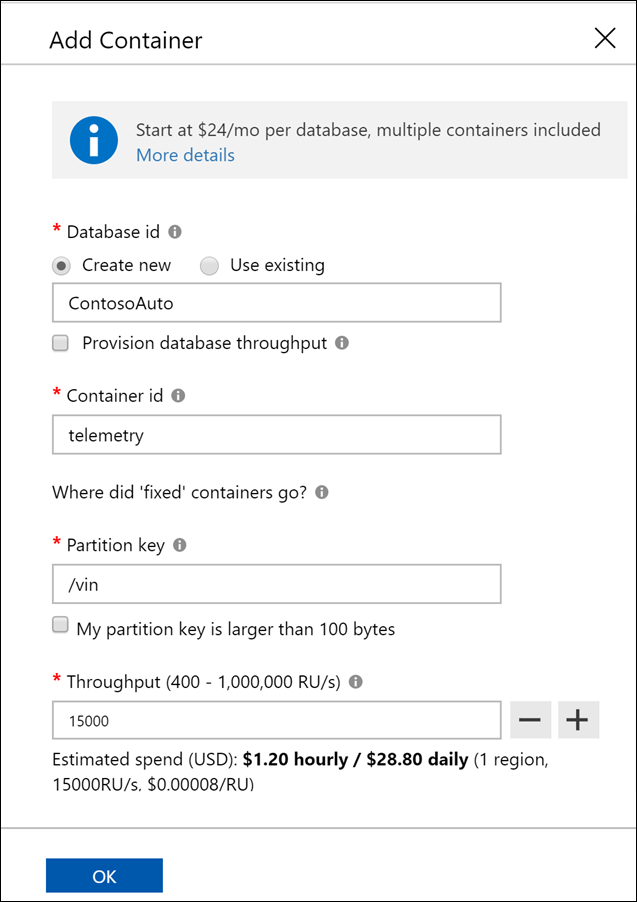 Add Container
Start at $24/mo per database, multiple containers included
More details
* Database id
Create new Use existing
ContosoAuto
Provision database throughput
* Container id
telemetry
Where did 'fixed' containers go?
* Partition key
/vin
My partition key is larger than 100 bytes
* Throughput (400 - 1,000,000 RU/s)
15000
Estimated spend (USD): $1.20 hourly / $28.80 daily (1 region,
15000RU/s, $0.00008/RU)
OK